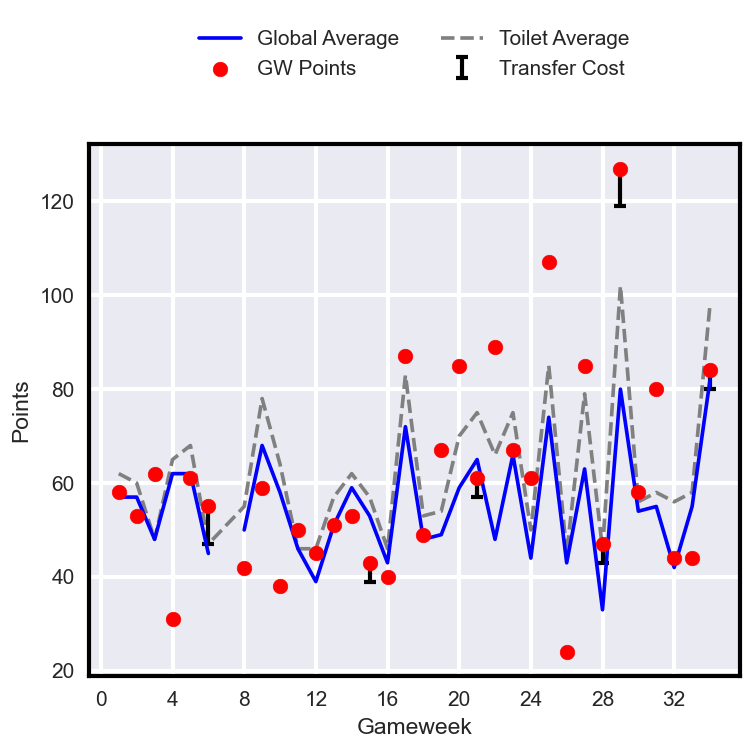 Global Average
Toilet Average
GW Points
Transfer Cost
120
100
80
60
40
20
Points
0 4 8 12 16 20 24 28 32
Gameweek